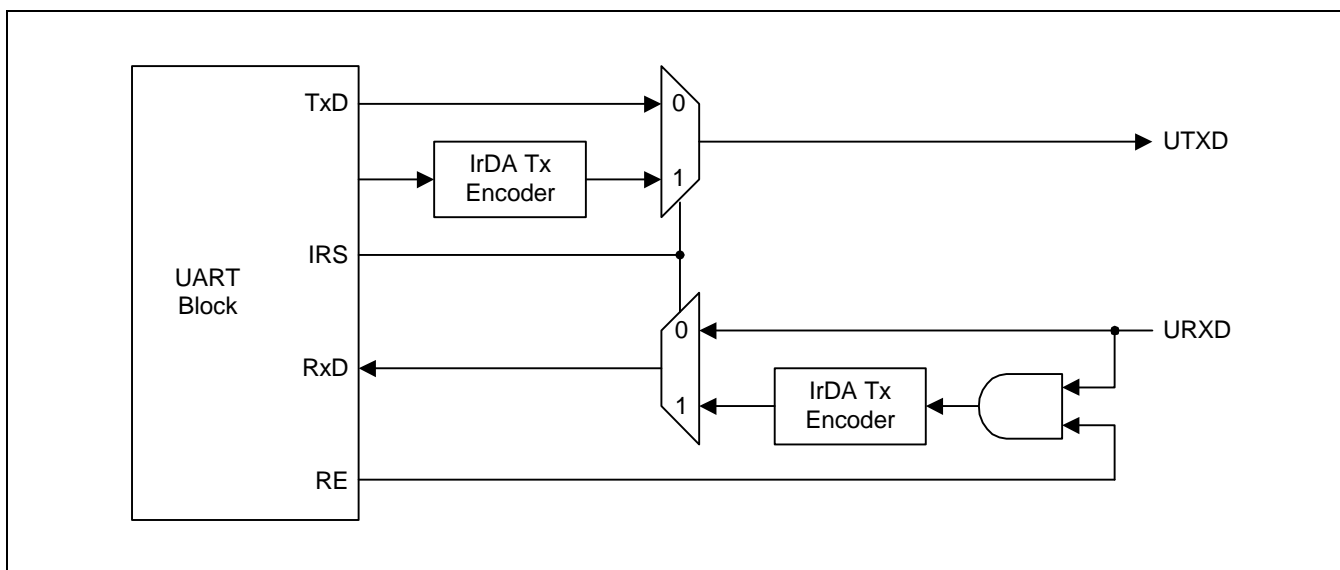 TxD
0
UTXD
IrDA Tx
Encoder
1
IRS
UART
Block
0
URXD
RxD
IrDA Tx
Encoder
1
RE